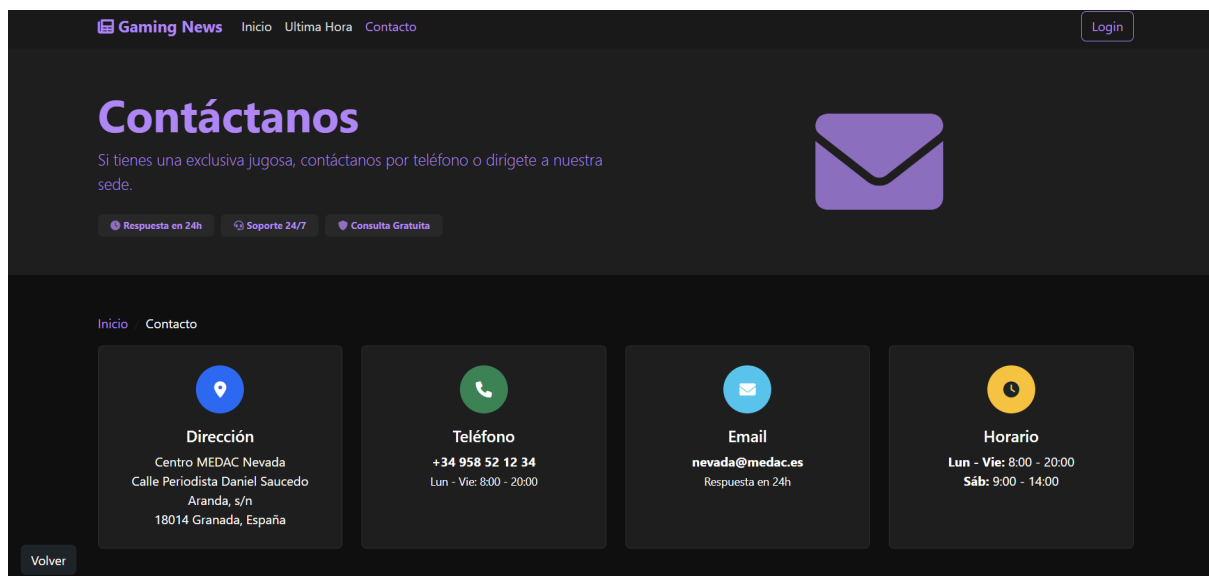 Gaming News Inicio Ultima Hora Contacto Login
Contáctanos
Si tienes una exclusiva jugosa, contáctanos por teléfono o dirígete a nuestra
sede.
Respuesta en 24h Soporte 24/7 Consulta Gratuita
Inicio / Contacto
Dirección
Centro MEDAC Nevada
Calle Periodista Daniel Saucedo
Aranda, s/n
18014 Granada, España
Teléfono
+34 958 52 12 34
Lun - Vie: 8:00 - 20:00
Email
nevada@medac.es
Respuesta en 24h
Horario
Lun - Vie: 8:00 - 20:00
Sáb: 9:00 - 14:00
Volver